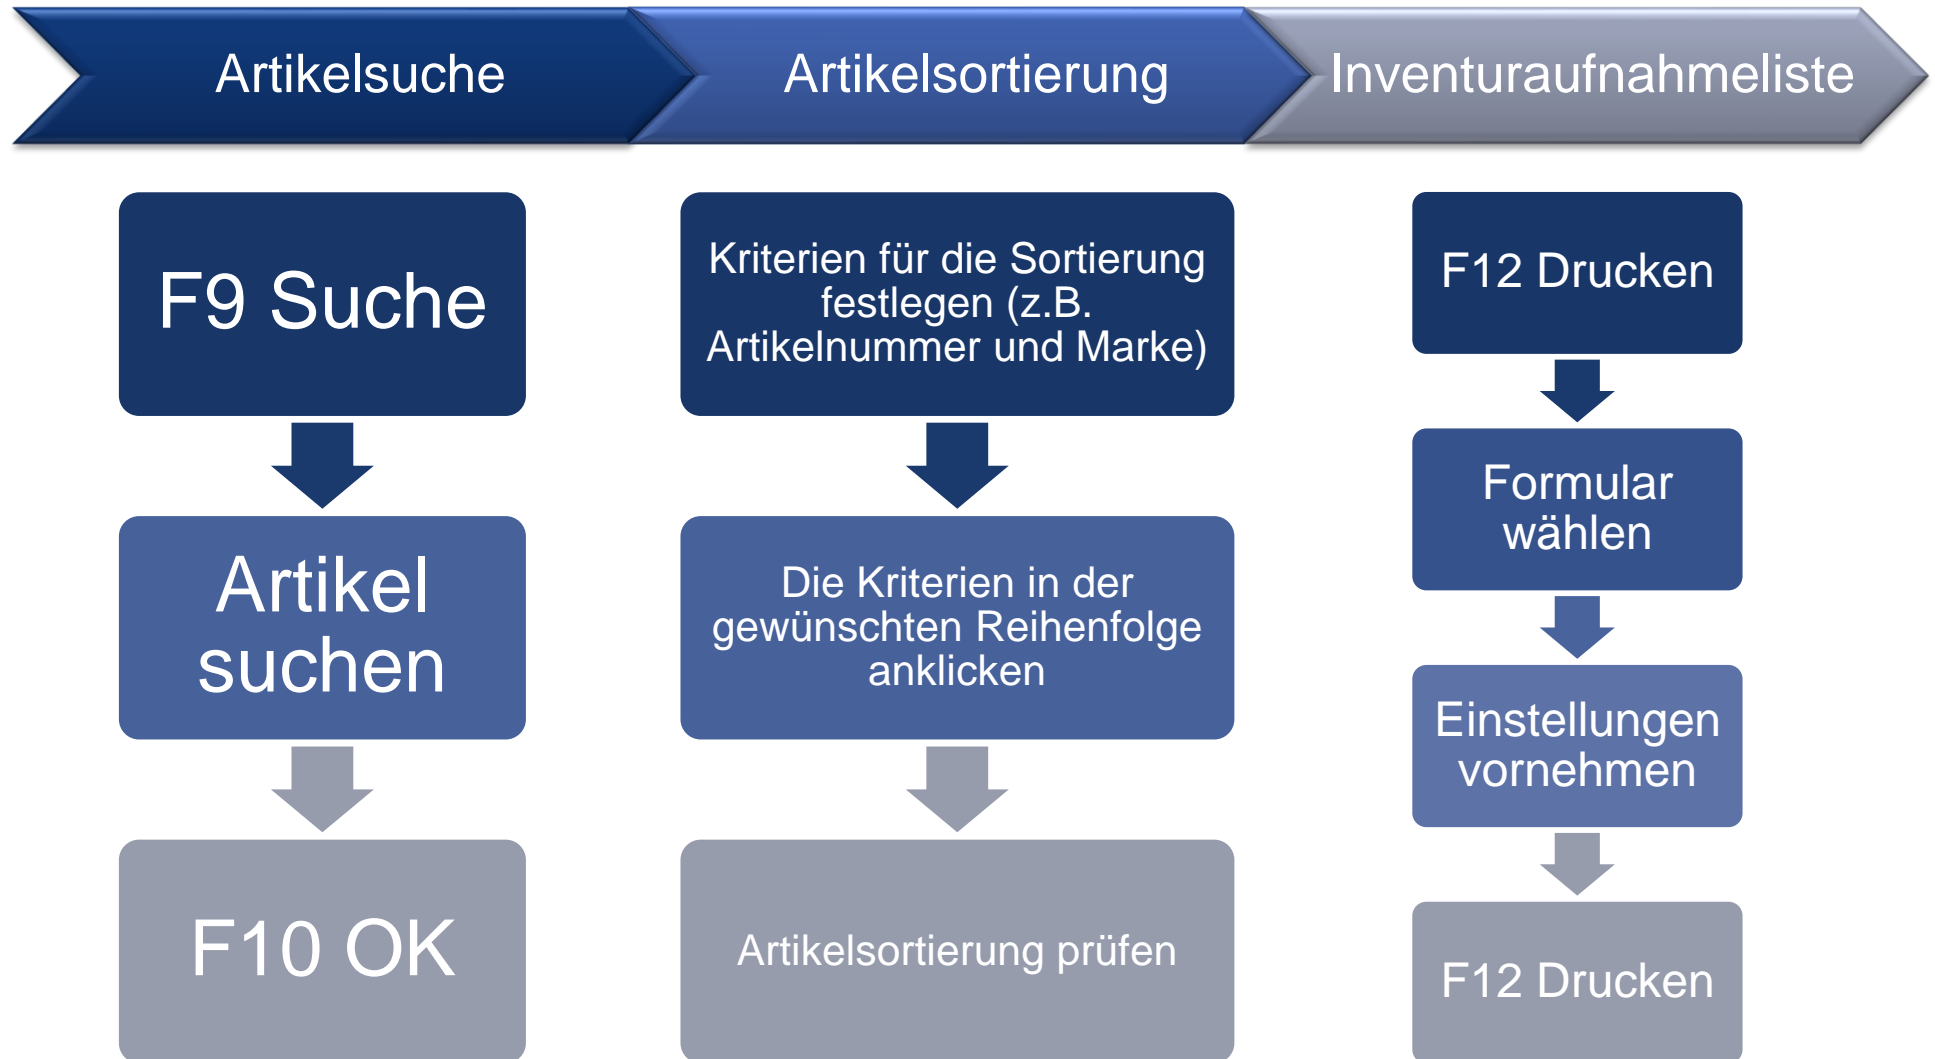 Artikelsuche
Artikelsortierung
Inventuraufnahmeliste
F9 Suche
Artikel
suchen
F10 OK
Kriterien für die Sortierung
festlegen (z.B.
Artikelnummer und Marke)
Die Kriterien in der
gewünschten Reihenfolge
anklicken
Artikelsortierung prüfen
F12 Drucken
Formular
wählen
Einstellungen
vornehmen
F12 Drucken